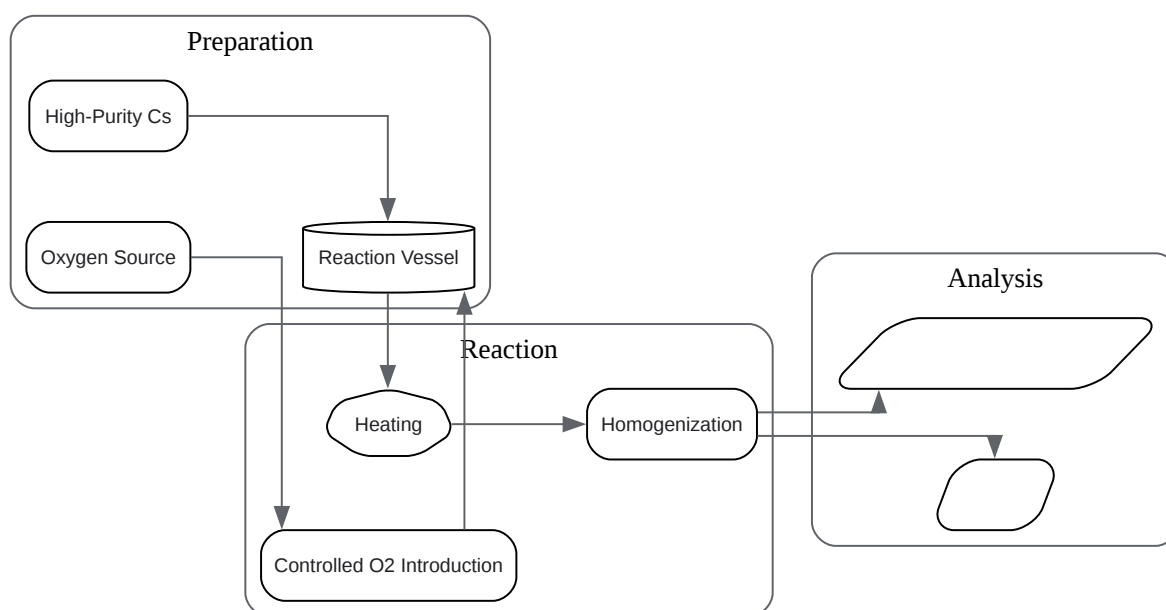 Preparation
High-Purity Cs
Oxygen Source
Reaction Vessel
Reaction
Heating
Homogenization
Controlled O2 Introduction
Analysis